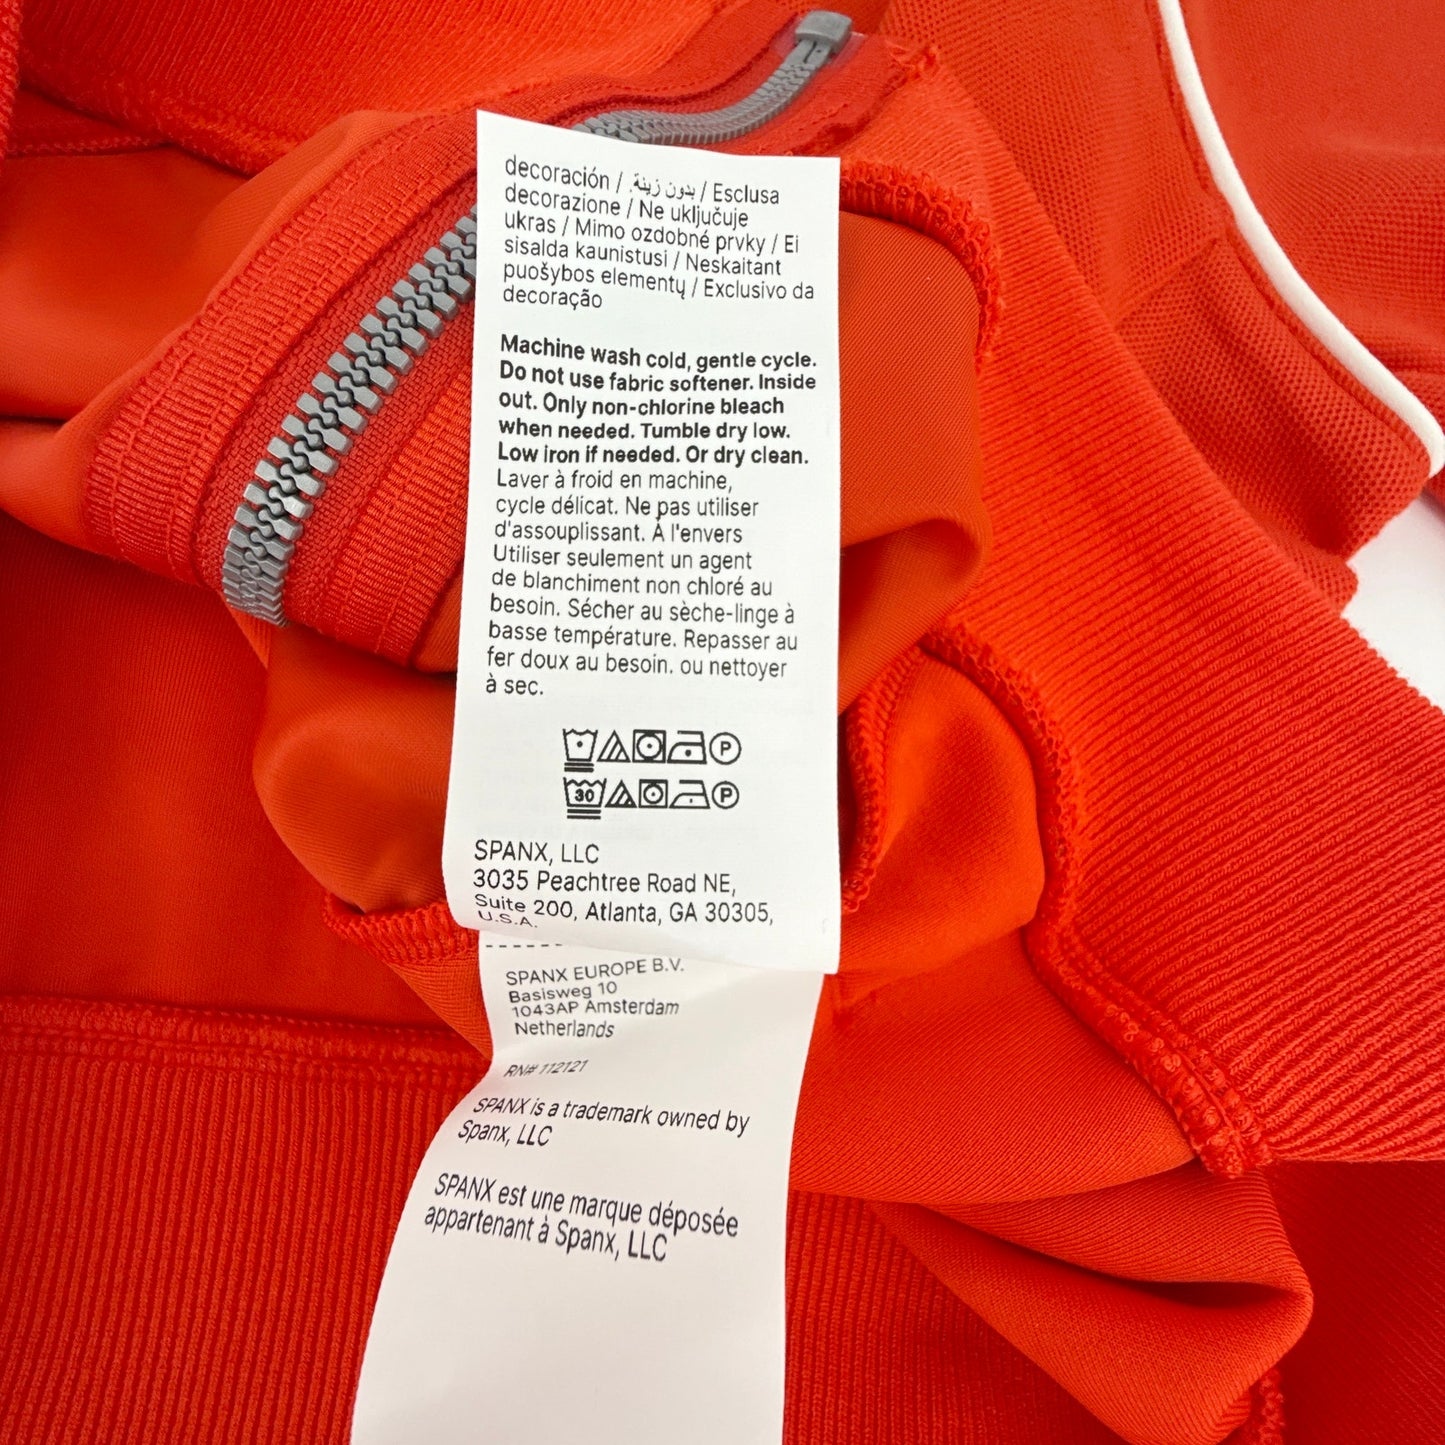 decoración / بدون زينة. / Esclusa
decorazione / Ne uključuje
ukras / Mimo ozdobné prvky / Ei
sisalda kaunistusi / Neskaitant
puošybos elementų / Exclusivo da
decoração
Machine wash cold, gentle cycle.
Do not use fabric softener. Inside
out. Only non-chlorine bleach
when needed. Tumble dry low.
Low iron if needed. Or dry clean.
Laver à froid en machine,
cycle délicat. Ne pas utiliser
d'assouplissant. À l'envers
Utiliser seulement un agent
de blanchiment non chloré au
besoin. Sécher au sèche-linge à
basse température. Repasser au
fer doux au besoin. ou nettoyer
à sec.
P
30 P
SPANX, LLC
3035 Peachtree Road NE,
Suite 200, Atlanta, GA 30305,
U.S.A.
SPANX EUROPE B.V.
Basisweg 10
1043AP Amsterdam
Netherlands
RN# 112121
SPANX is a trademark owned by
Spanx, LLC
SPANX est une marque déposée
appartenant à Spanx, LLC